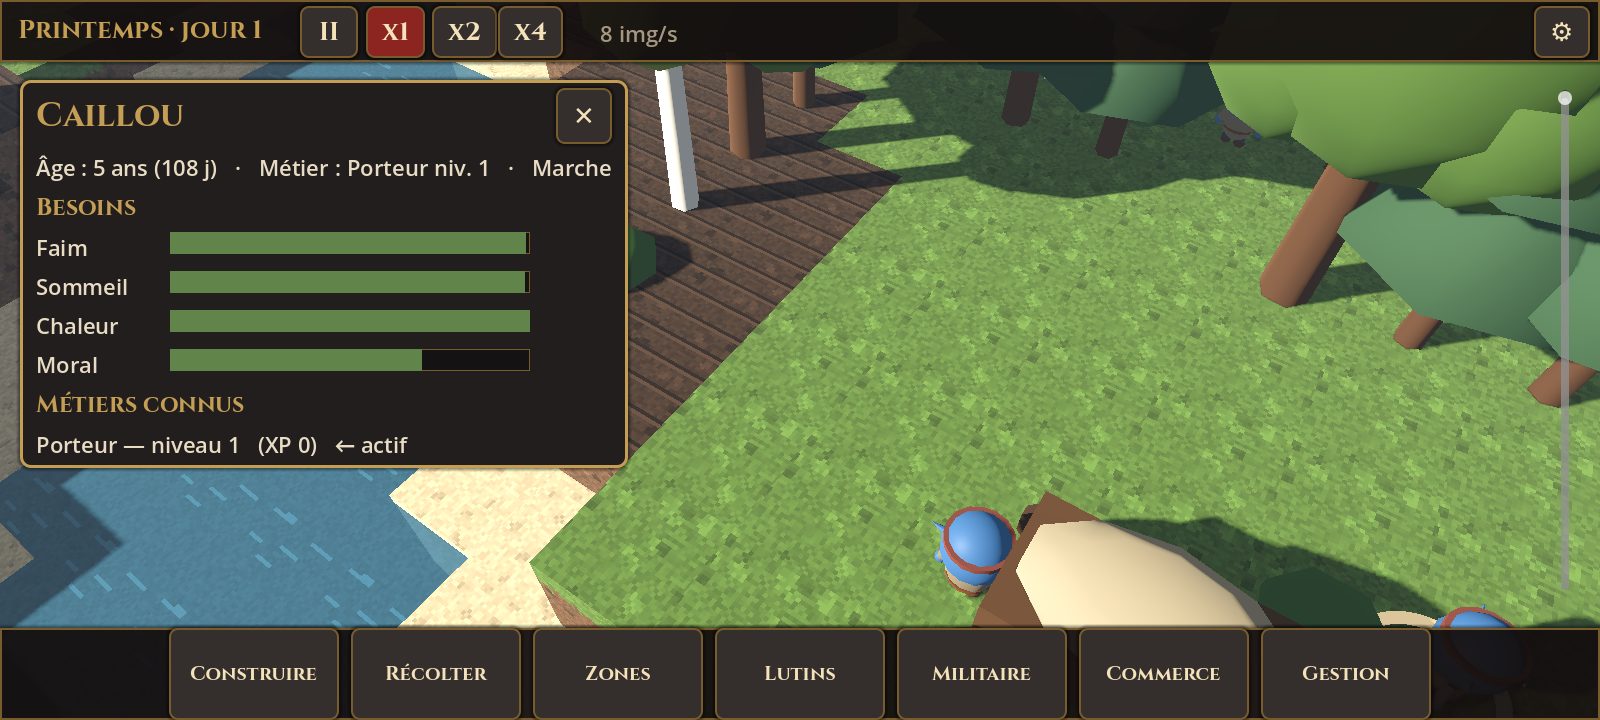 Printemps · jour 1
II
X1
X2
X4
8 img/s
⚙
Caillou
✕
Âge : 5 ans (108 j) · Métier : Porteur niv. 1 · Marche
Besoins
Faim
Sommeil
Chaleur
Moral
Métiers connus
Porteur — niveau 1 (XP 0) ← actif
Construire
Récolter
Zones
Lutins
Militaire
Commerce
Gestion